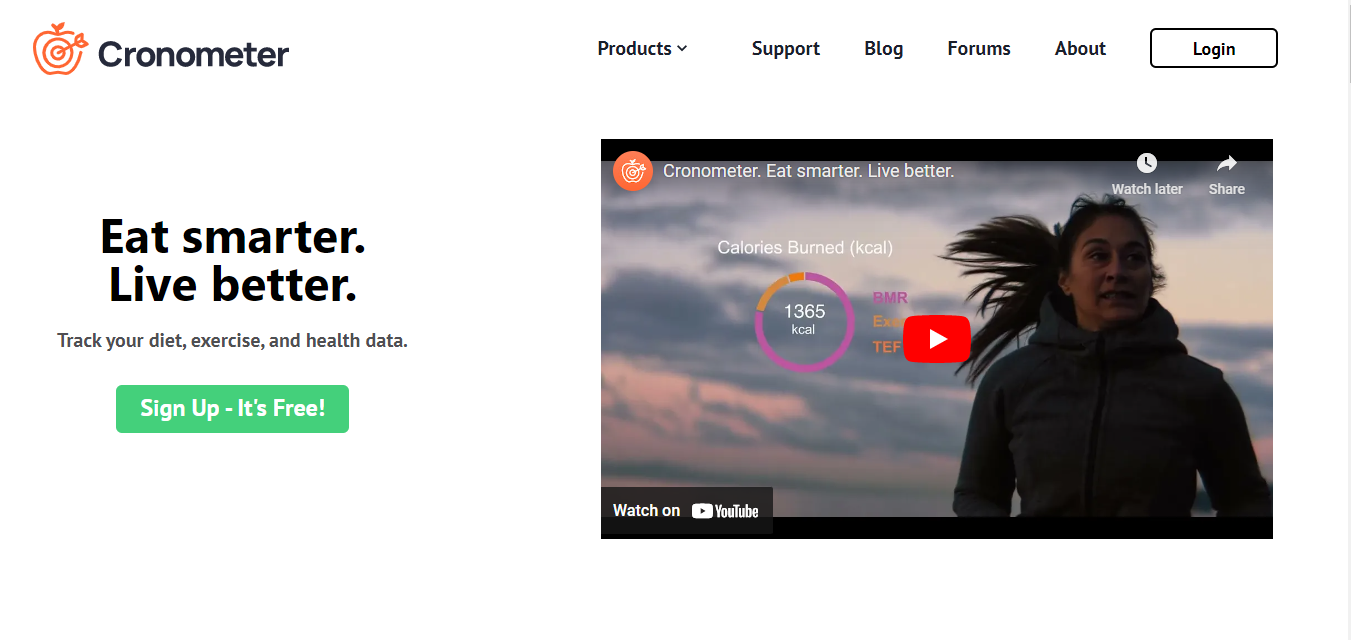 Cronometer
Products
Support
Blog
Forums
About
Login
Eat smarter.
Live better.
Track your diet, exercise, and health data.
Sign Up - It's Free!
Cronometer. Eat smarter. Live better.
Watch later
Share
Calories Burned (kcal)
1365
kcal
BMR
TEF
Watch on YouTube